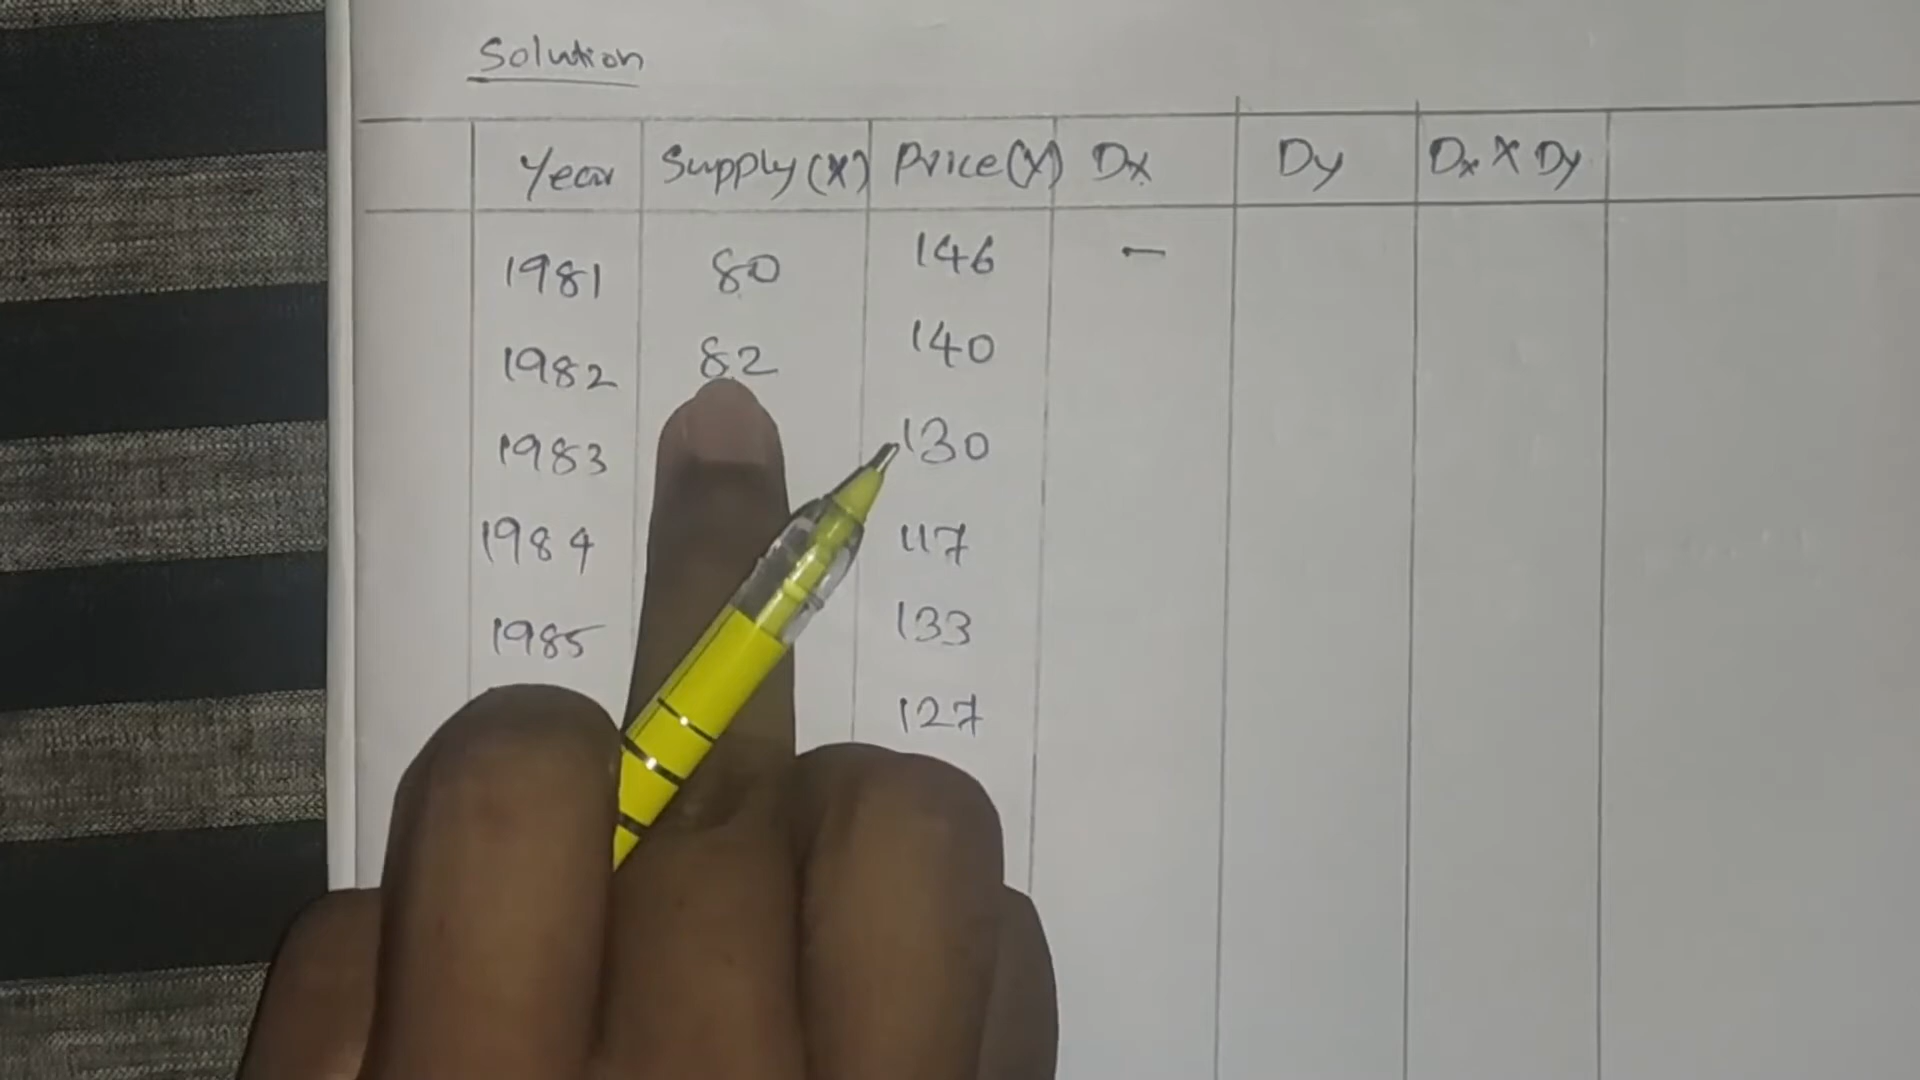 Solution
Year Supply (X) Price (Y) Dx Dy Dx X Dy
1981 80 146 -
1982 82 140
1983 130
1984 117
1985 133
127